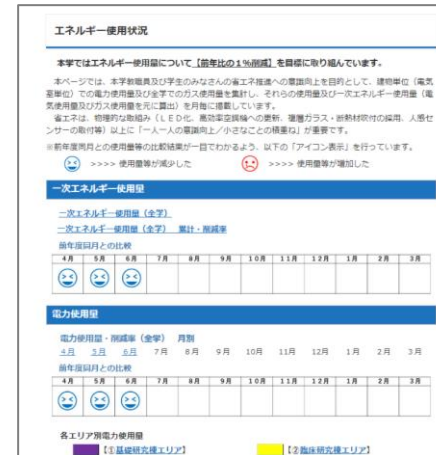 エネルギー使用状況
本学ではエネルギー使用量について【前年比の1%削減】を目標に取り組んでいます。
本ページでは、本学教職員及び学生のみなさんの省エネ推進への意識向上を目的として、建物単位（電気
室単位）での電力使用量及び全学でのガス使用量を集計し、それらの使用量及び一次エネルギー使用量（電
気使用量及びガス使用量を元に算出）を月毎に掲載しています。
省エネは、物理的な取組み（ＬＥＤ化、高効率空調機への更新、複層ガラス・断熱材吹付の採用、人感セ
ンサーの取付等）以上に「一人一人の意識向上／小さなことの積重ね」が重要です。
※前年度同月との使用量等の比較結果が一目でわかるよう、以下の「アイコン表示」を行っています。
>>>> 使用量等が減少した >>>> 使用量等が増加した
一次エネルギー使用量
一次エネルギー使用量（全学）
一次エネルギー使用量（全学） 累計・削減率
前年度同月との比較
4月 5月 6月 7月 8月 9月 10月 11月 12月 1月 2月 3月
電力使用量
電力使用量・削減率（全学） 月別
4月 5月 6月 7月 8月 9月 10月 11月 12月 1月 2月 3月
前年度同月との比較
4月 5月 6月 7月 8月 9月 10月 11月 12月 1月 2月 3月
各エリア別電力使用量
【①基礎研究棟エリア】 【②臨床研究棟エリア】